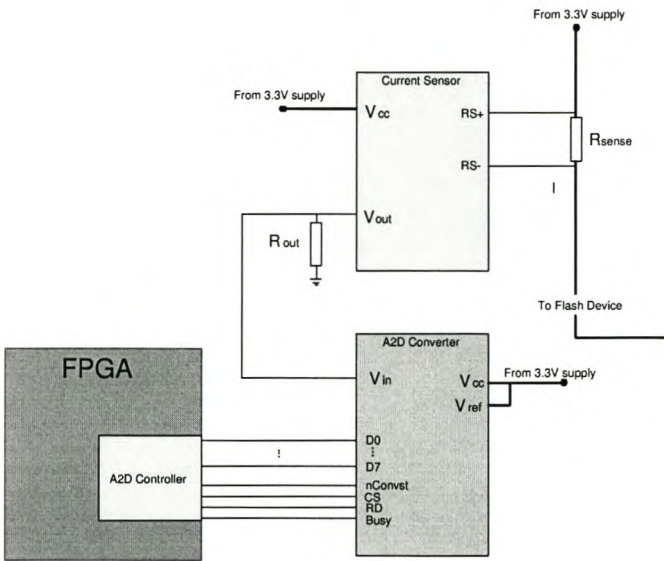 From 3.3V supply
Current Sensor
From 3.3V supply
Vcc
RS+
Rsense
RS-
I
Vout
Rout
To Flash Device
A2D Converter
FPGA
Vin
Vcc
From 3.3V supply
Vref
D0
A2D Controller
D7
nConvst
CS
RD
Busy